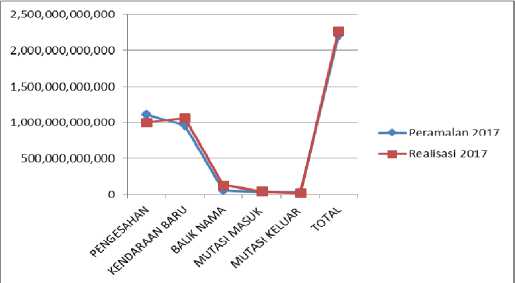 2,500,000,000,000
2,000,000,000,000
1,500,000,000,000
1,000,000,000,000
500,000,000,000
0
PENGESAHAN
KENDARAAN BARU
BALIK NAMA
MUTASI MASUK
MUTASI KELUAR
TOTAL
Peramalan 2017
Realisasi 2017